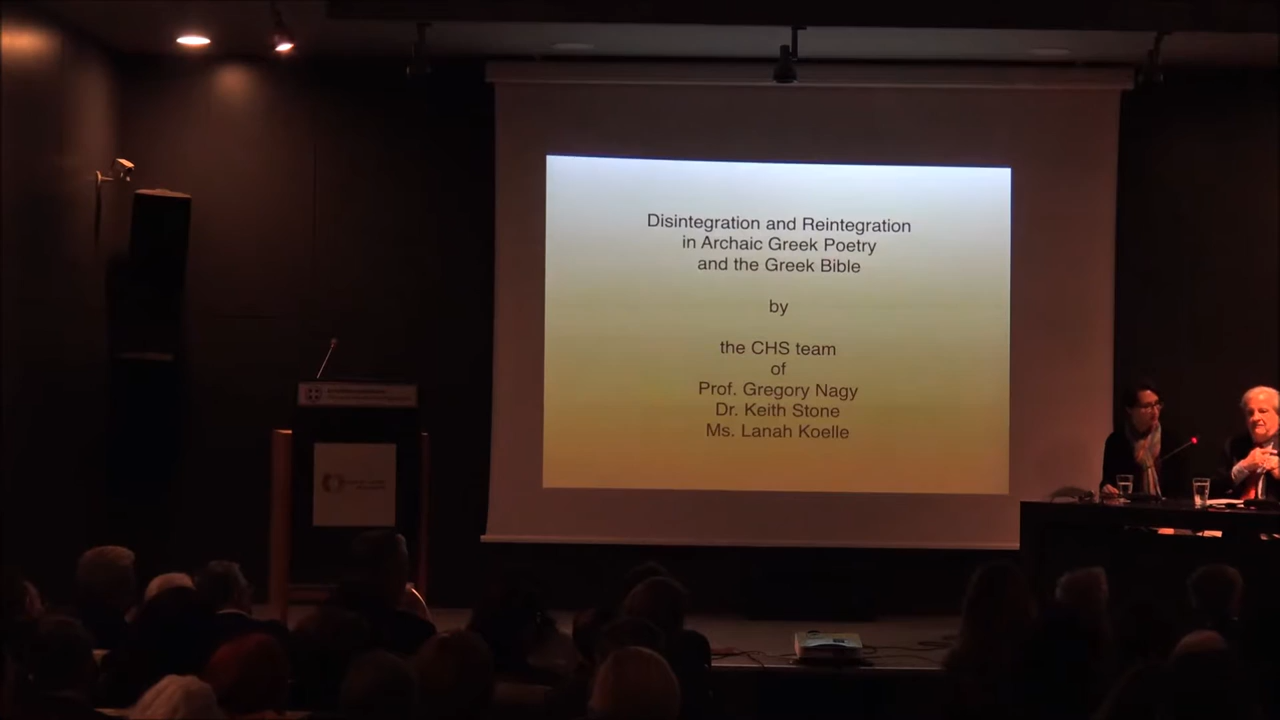 Disintegration and Reintegration
in Archaic Greek Poetry
and the Greek Bible
by
the CHS team
of
Prof. Gregory Nagy
Dr. Keith Stone
Ms. Lanah Koelle